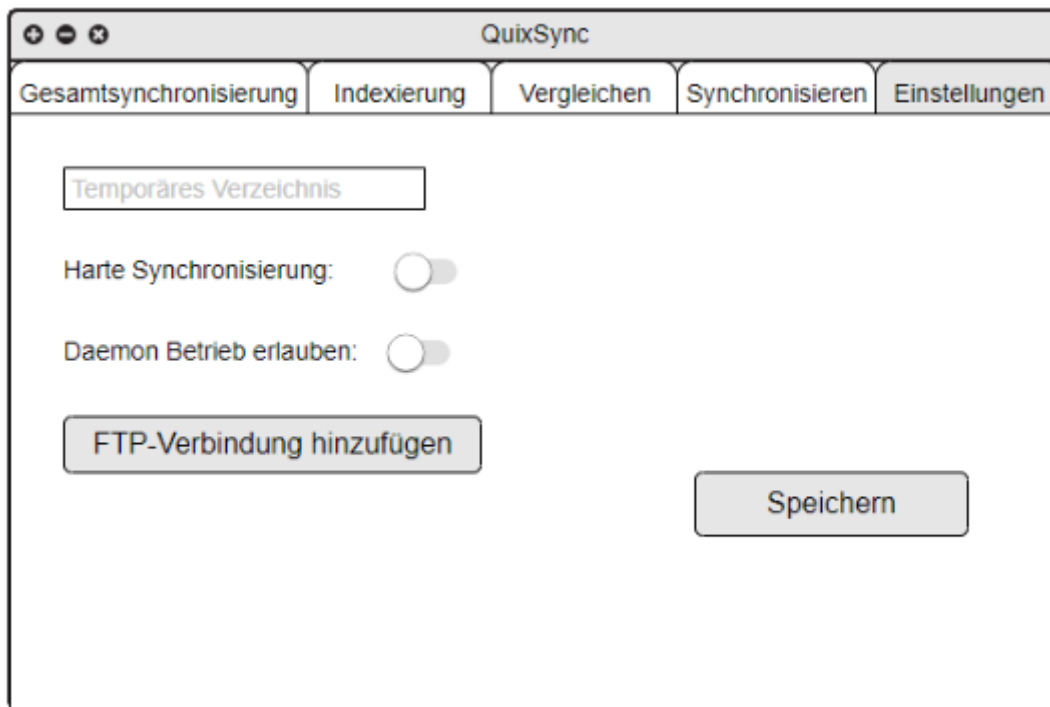 QuixSync
Gesamtsynchronisierung Indexierung Vergleichen Synchronisieren Einstellungen
Temporäres Verzeichnis
Harte Synchronisierung:
Daemon Betrieb erlauben:
FTP-Verbindung hinzufügen
Speichern